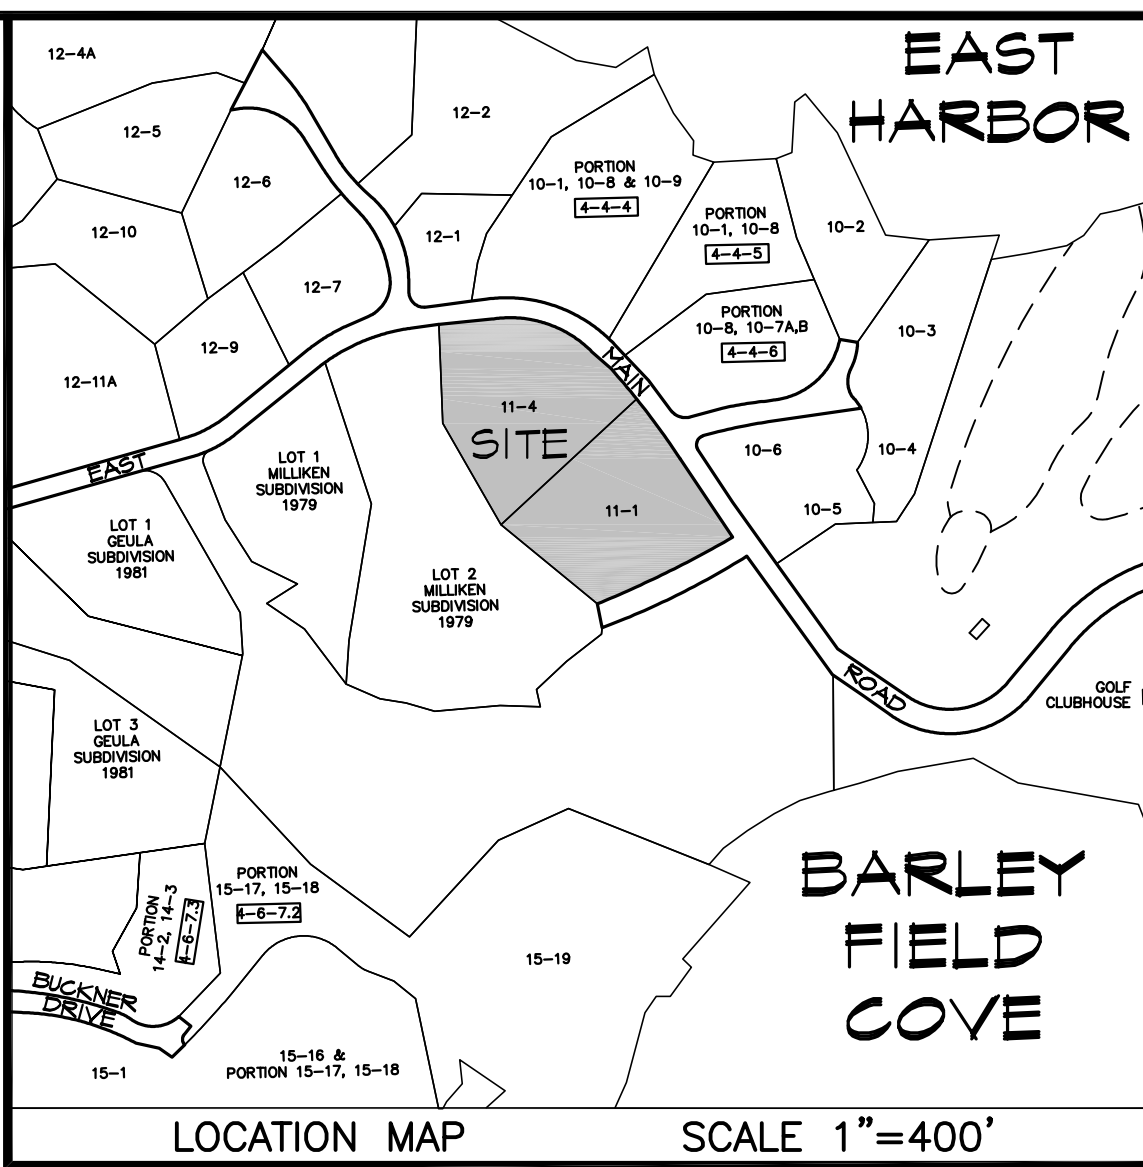 EAST
HARBOR
12-4A
12-5
12-2
12-6
PORTION
10-1, 10-8 & 10-9
4-4-4
12-10
12-1
PORTION
10-1, 10-8
4-4-5
10-2
12-7
PORTION
10-8, 10-7A,B
4-4-6
10-3
12-9
12-11A
MAIN
11-4
SITE
EAST
LOT 1
MILLIKEN
SUBDIVISION
1979
10-6
10-4
11-1
10-5
LOT 1
GEULA
SUBDIVISION
1981
LOT 2
MILLIKEN
SUBDIVISION
1979
ROAD
GOLF
CLUBHOUSE
LOT 3
GEULA
SUBDIVISION
1981
BARLEY
FIELD
COVE
PORTION
14-2, 14-3
4-6-7.3
PORTION
15-17, 15-18
4-6-7.2
15-19
BUCKNER
DRIVE
15-1
15-16 &
PORTION 15-17, 15-18
LOCATION MAP
SCALE 1"=400'